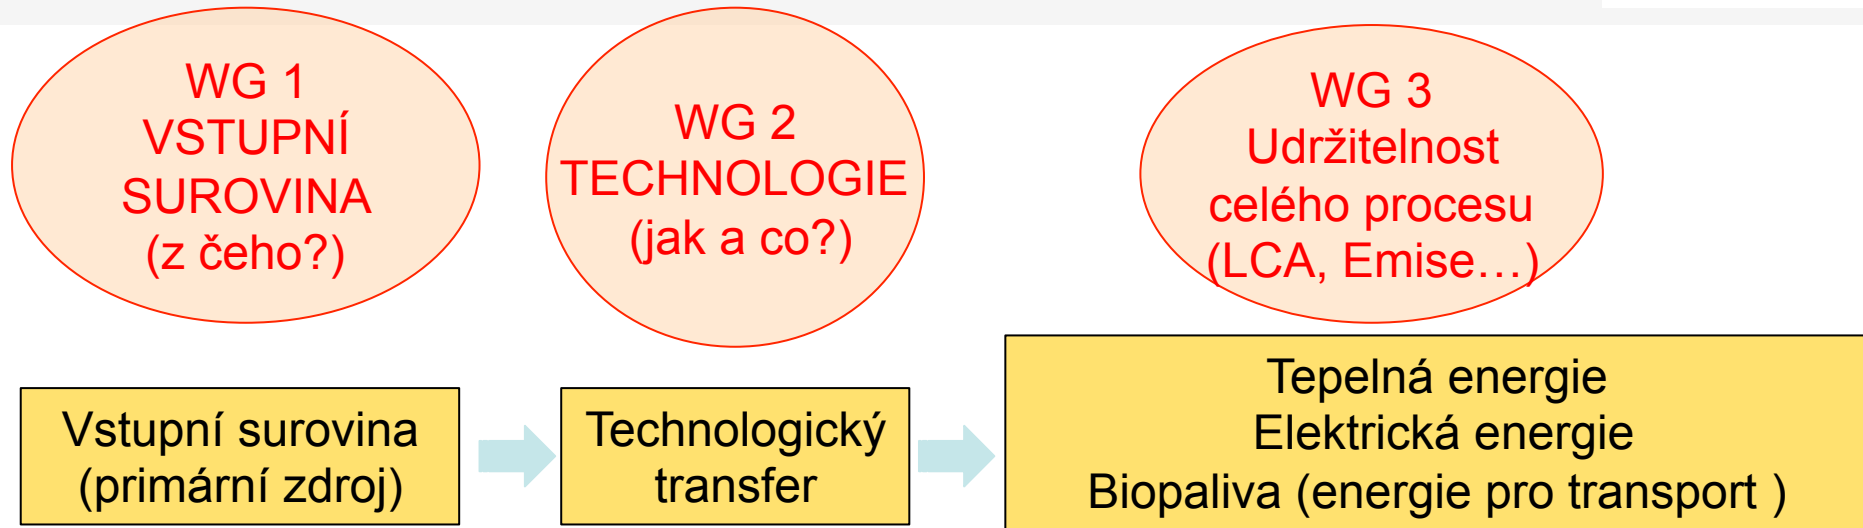 WG 1
VSTUPNÍ
SUROVINA
(z čeho?)
WG 2
TECHNOLOGIE
(jak a co?)
WG 3
Udržitelnost
celého procesu
(LCA, Emise…)
Vstupní surovina
(primární zdroj)
Technologický
transfer
Tepelná energie
Elektrická energie
Biopaliva (energie pro transport )